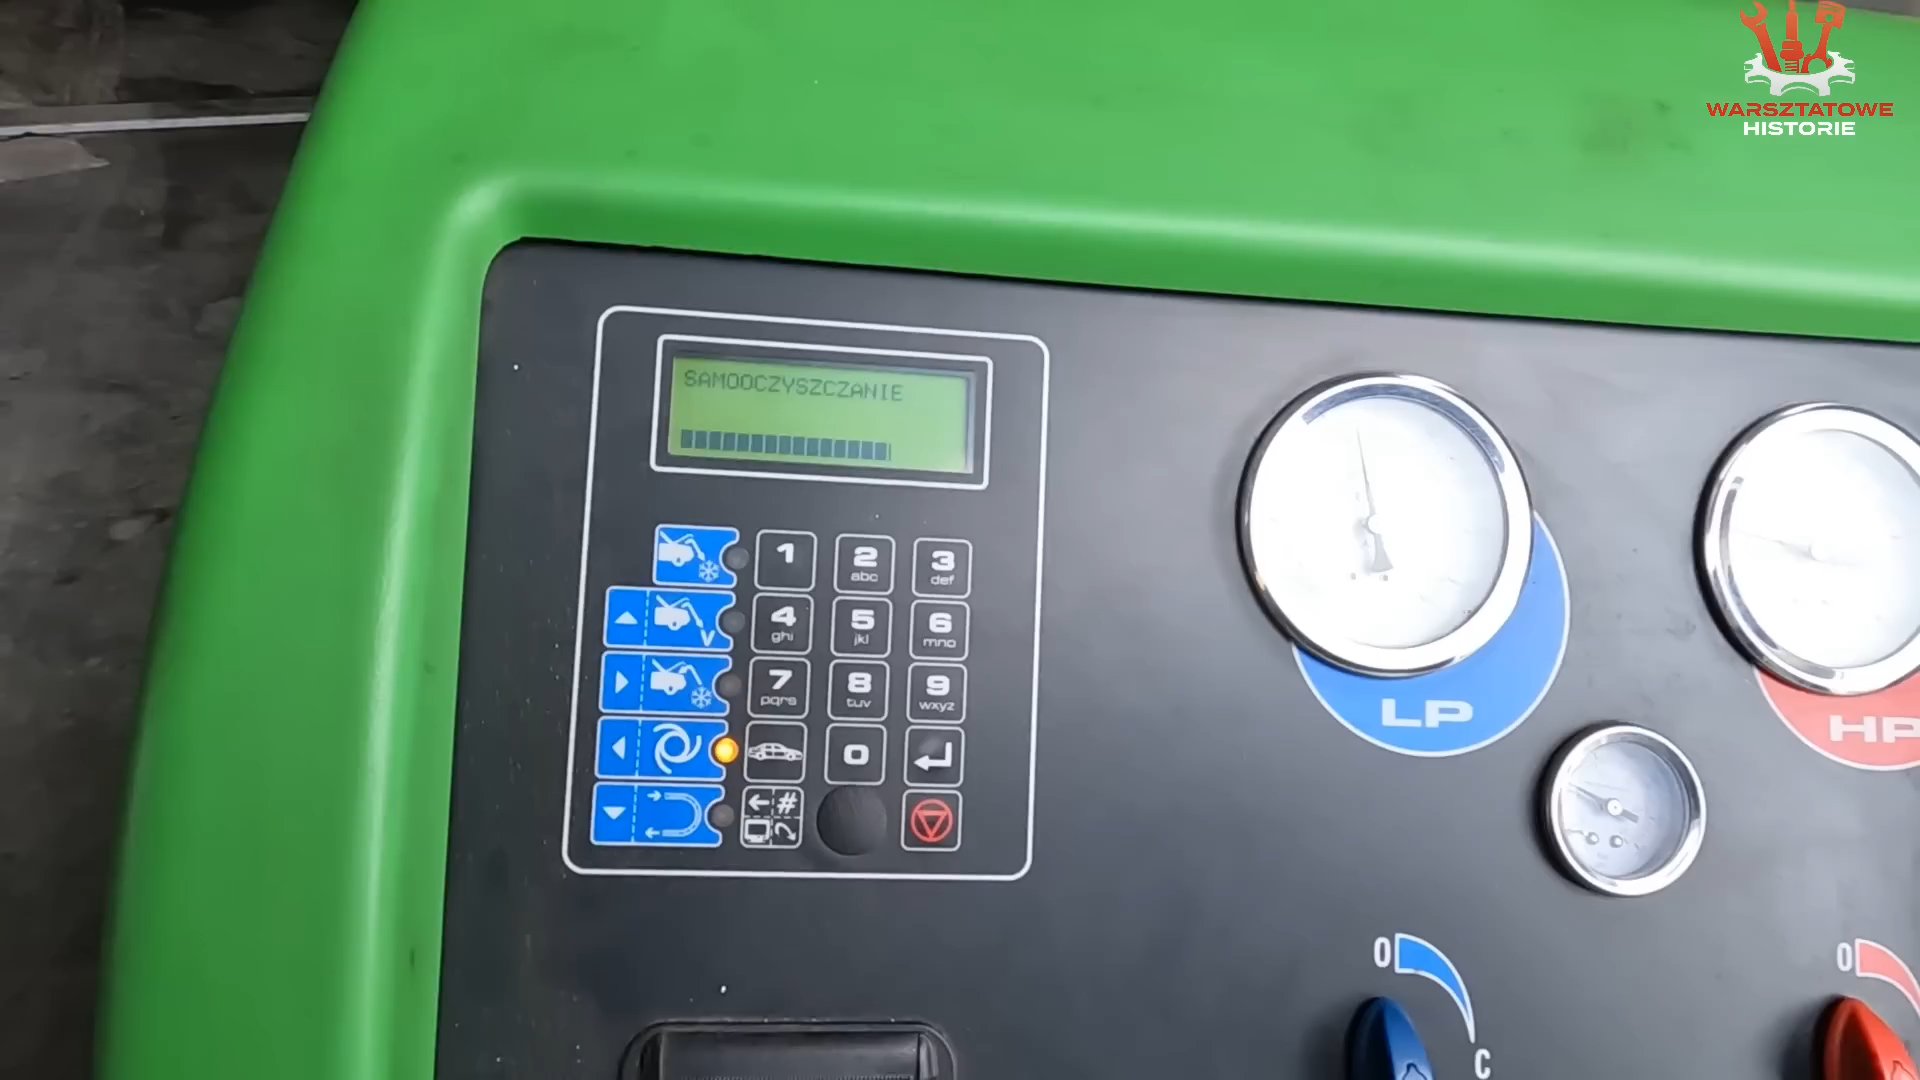 WARSZTATOWE
HISTORIE
SAMOOCZYSZCZANIE
1
2
abc
3
def
4
ghi
5
jkl
6
mno
7
pqrs
8
tuv
9
wxyz
0
#
LP
HP
0
C
0